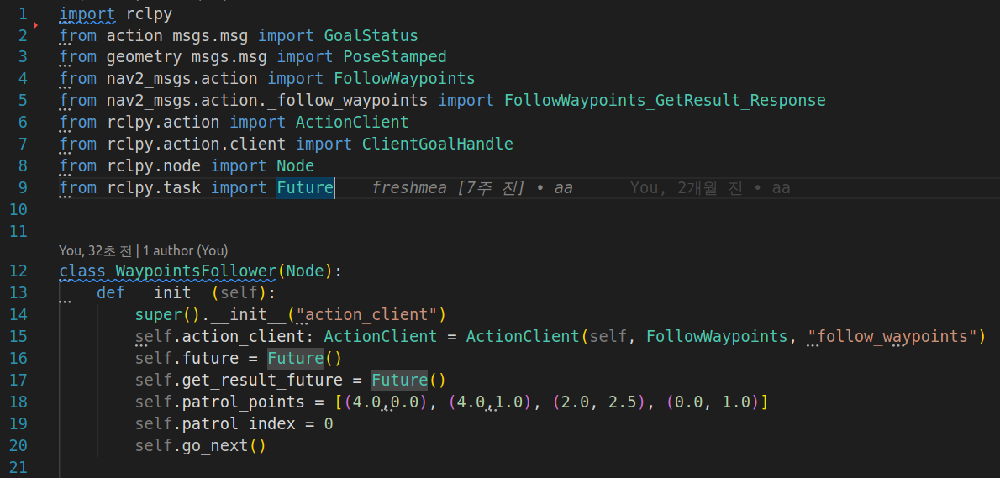 1 import rclpy
2 from action_msgs.msg import GoalStatus
3 from geometry_msgs.msg import PoseStamped
4 from nav2_msgs.action import FollowWaypoints
5 from nav2_msgs.action._follow_waypoints import FollowWaypoints_GetResult_Response
6 from rclpy.action import ActionClient
7 from rclpy.action.client import ClientGoalHandle
8 from rclpy.node import Node
9 from rclpy.task import Future freshmea [7주 전] • aa You, 2개월 전 • aa
10
11
You, 32초 전 | 1 author (You)
12 class WaypointsFollower(Node):
13 def __init__(self):
14 super().__init__("action_client")
15 self.action_client: ActionClient = ActionClient(self, FollowWaypoints, "follow_waypoints")
16 self.future = Future()
17 self.get_result_future = Future()
18 self.patrol_points = [(4.0,0.0), (4.0,1.0), (2.0, 2.5), (0.0, 1.0)]
19 self.patrol_index = 0
20 self.go_next()
21